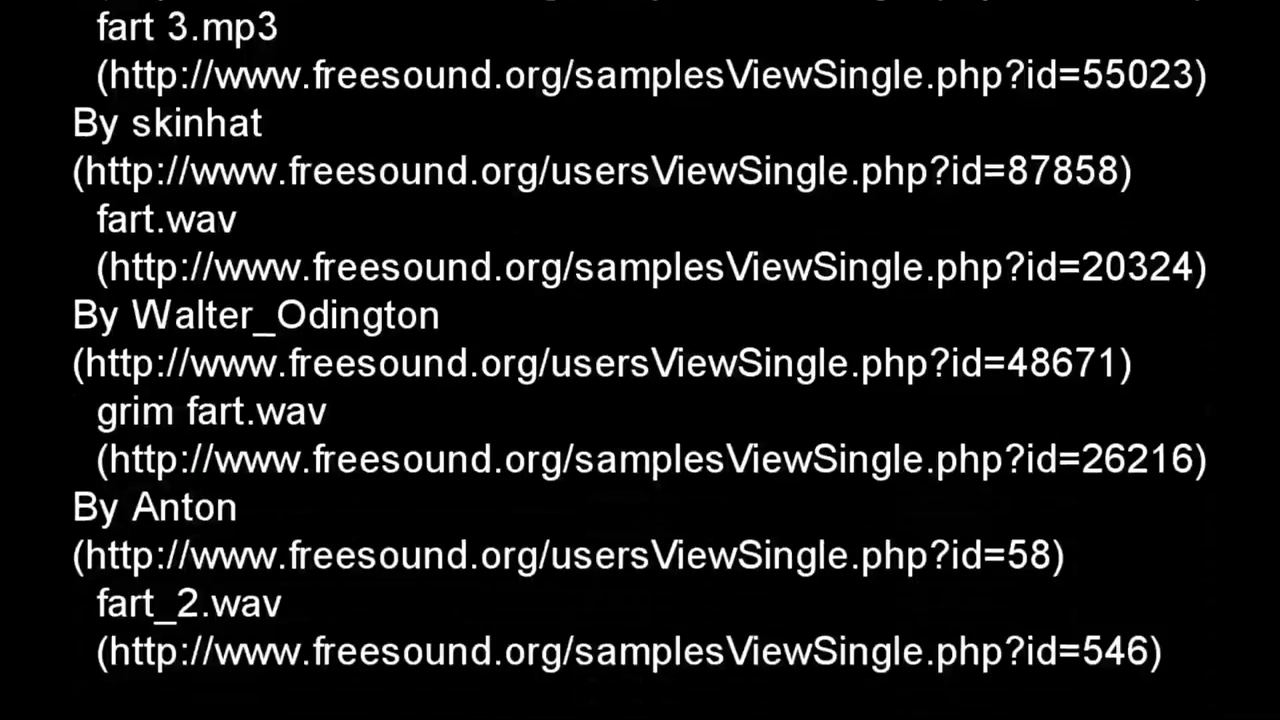 fart 3.mp3
(http://www.freesound.org/samplesViewSingle.php?id=55023)
By skinhat
(http://www.freesound.org/usersViewSingle.php?id=87858)
fart.wav
(http://www.freesound.org/samplesViewSingle.php?id=20324)
By Walter_Odington
(http://www.freesound.org/usersViewSingle.php?id=48671)
grim fart.wav
(http://www.freesound.org/samplesViewSingle.php?id=26216)
By Anton
(http://www.freesound.org/usersViewSingle.php?id=58)
fart_2.wav
(http://www.freesound.org/samplesViewSingle.php?id=546)